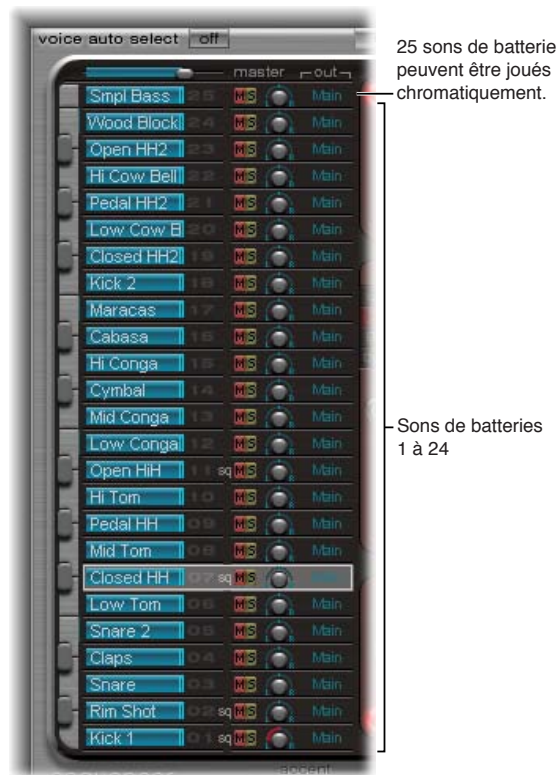 voice auto select off
master out
Smpl Bass 25 M S Main
Wood Block 24 M S Main
Open HH2 23 M S Main
Hi Cow Bell 22 M S Main
Pedal HH2 21 M S Main
Low Cow B 20 M S Main
Closed HH2 19 M S Main
Kick 2 18 M S Main
Maracas 17 M S Main
Cabasa 16 M S Main
Hi Conga 15 M S Main
Cymbal 14 M S Main
Mid Conga 13 M S Main
Low Conga 12 M S Main
Open HiH 11 sq M S Main
Hi Tom 10 M S Main
Pedal HH 09 M S Main
Mid Tom 08 M S Main
Closed HH 07 sq M S Main
Low Tom 06 M S Main
Snare 2 05 M S Main
Claps 04 M S Main
Snare 03 M S Main
Rim Shot 02 sq M S Main
Kick 1 01 sq M S Main
accent
25 sons de batterie
peuvent être joués
chromatiquement.
Sons de batteries
1 à 24